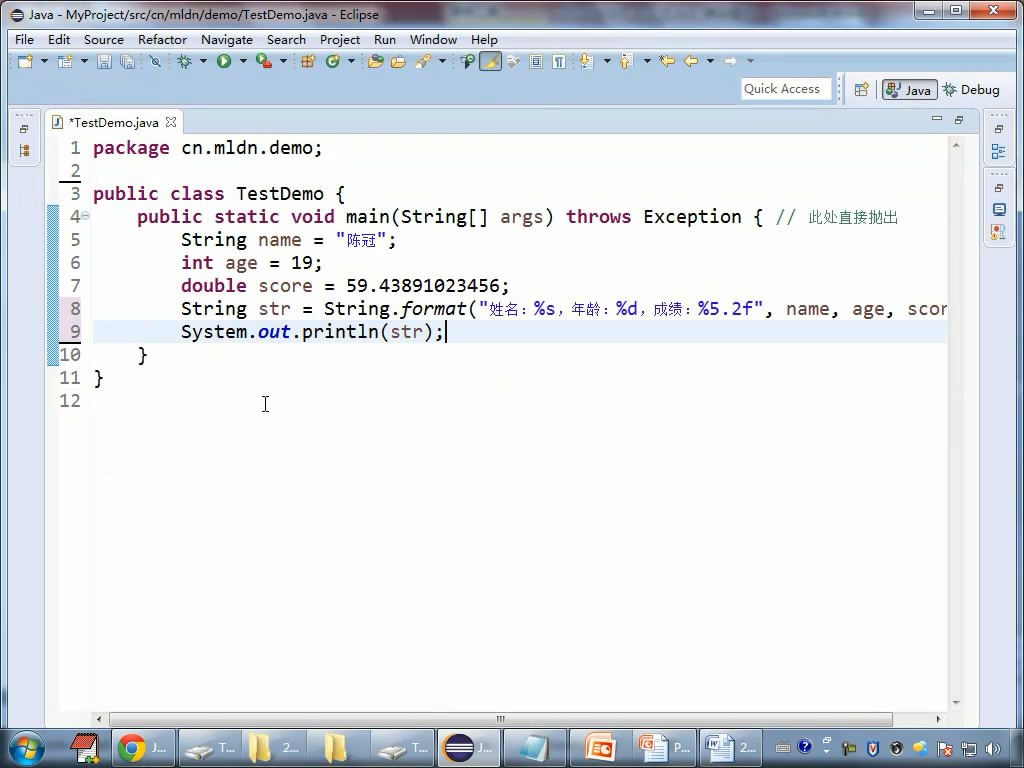 Java - MyProject/src/cn/mldn/demo/TestDemo.java - Eclipse
File Edit Source Refactor Navigate Search Project Run Window Help
Quick Access
Java
Debug
*TestDemo.java
1 package cn.mldn.demo;
2
3 public class TestDemo {
4 public static void main(String[] args) throws Exception { // 此处直接抛出
5 String name = "陈冠";
6 int age = 19;
7 double score = 59.43891023456;
8 String str = String.format("姓名：%s，年龄：%d，成绩：%5.2f", name, age, scor
9 System.out.println(str);
10 }
11 }
12
J... T... 2... T... J... P... 2...